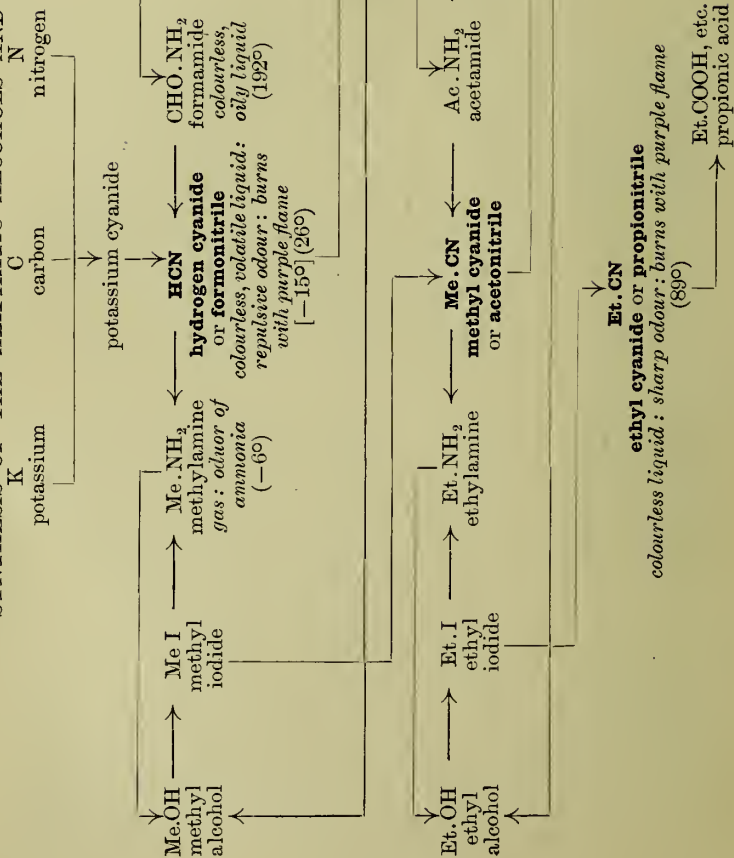 K
potassium
C
carbon
N
nitrogen
potassium cyanide
Me.OH
methyl
alcohol
Me I
methyl
iodide
Me.NH₂
methylamine
gas: oduor of
ammonia
(—6°)
HCN
hydrogen cyanide
or formonitrile
colourless, volatile liquid:
repulsive odour: burns
with purple flame
[—15°] (26°)
CHO.NH₂
formamide
colourless,
oily liquid
(192°)
Et.OH
ethyl
alcohol
Et.I
ethyl
iodide
Et.NH₂
ethylamine
Me.CN
methyl cyanide
or acetonitrile
Ac.NH₂
acetamide
Et.CN
ethyl cyanide or propionitrile
colourless liquid: sharp odour: burns with purple flame
(89°)
Et.COOH, etc.
propionic acid